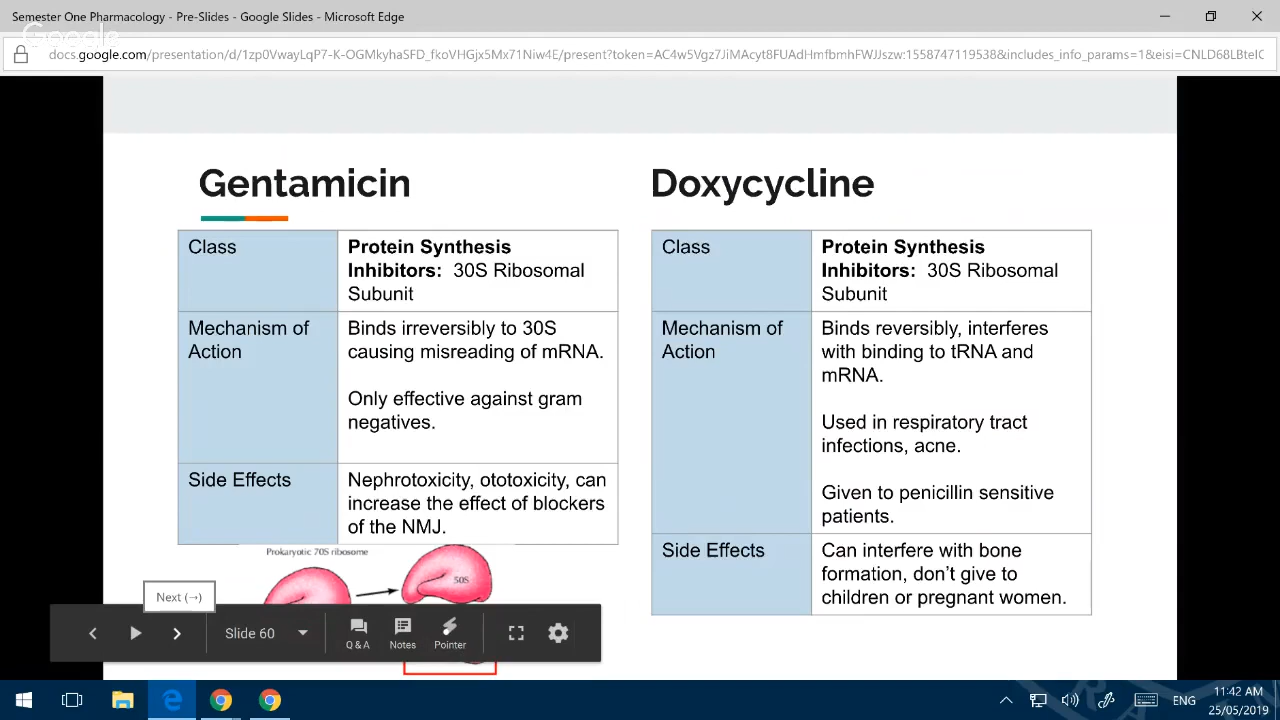 Semester One Pharmacology - Pre-Slides - Google Slides - Microsoft Edge
Google
docs.google.com/presentation/d/1zp0VwayLqP7-K-OGMkyhaSFD_fkoVHGjx5Mx71Niw4E/present?token=AC4w5Vgz7JiMAcyt8FUAdHmfbmhFWJJszw:1558747119538&includes_info_params=1&eisi=CNLD68LBteIC
Gentamicin
Class
Protein Synthesis
Inhibitors: 30S Ribosomal
Subunit
Mechanism of
Action
Binds irreversibly to 30S
causing misreading of mRNA.
Only effective against gram
negatives.
Side Effects
Nephrotoxicity, ototoxicity, can
increase the effect of blockers
of the NMJ.
Prokaryotic 70S ribosome
50S
Doxycycline
Class
Protein Synthesis
Inhibitors: 30S Ribosomal
Subunit
Mechanism of
Action
Binds reversibly, interferes
with binding to tRNA and
mRNA.
Used in respiratory tract
infections, acne.
Given to penicillin sensitive
patients.
Side Effects
Can interfere with bone
formation, don't give to
children or pregnant women.
Next (→)
Slide 60
Q & A
Notes
Pointer
ENG
11:42 AM
25/05/2019